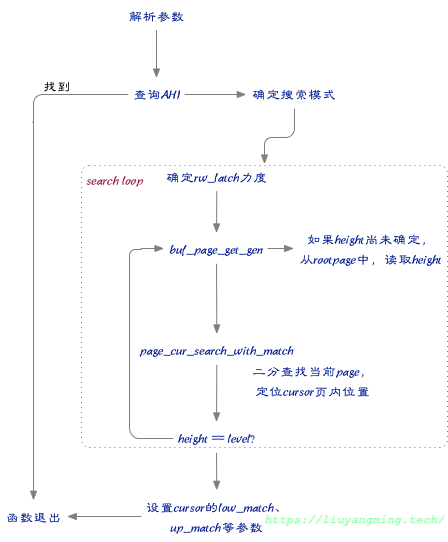 解析参数
找到
查询AHI
确定搜索模式
search loop
确定rw_latch力度
buf_page_get_gen
如果height尚未确定，
从rootpage中，读取height
page_cur_search_with_match
二分查找当前page，
定位cursor页内位置
height == level?
设置cursor的low_match、
up_match等参数
函数退出
https://liuyangming.tech/